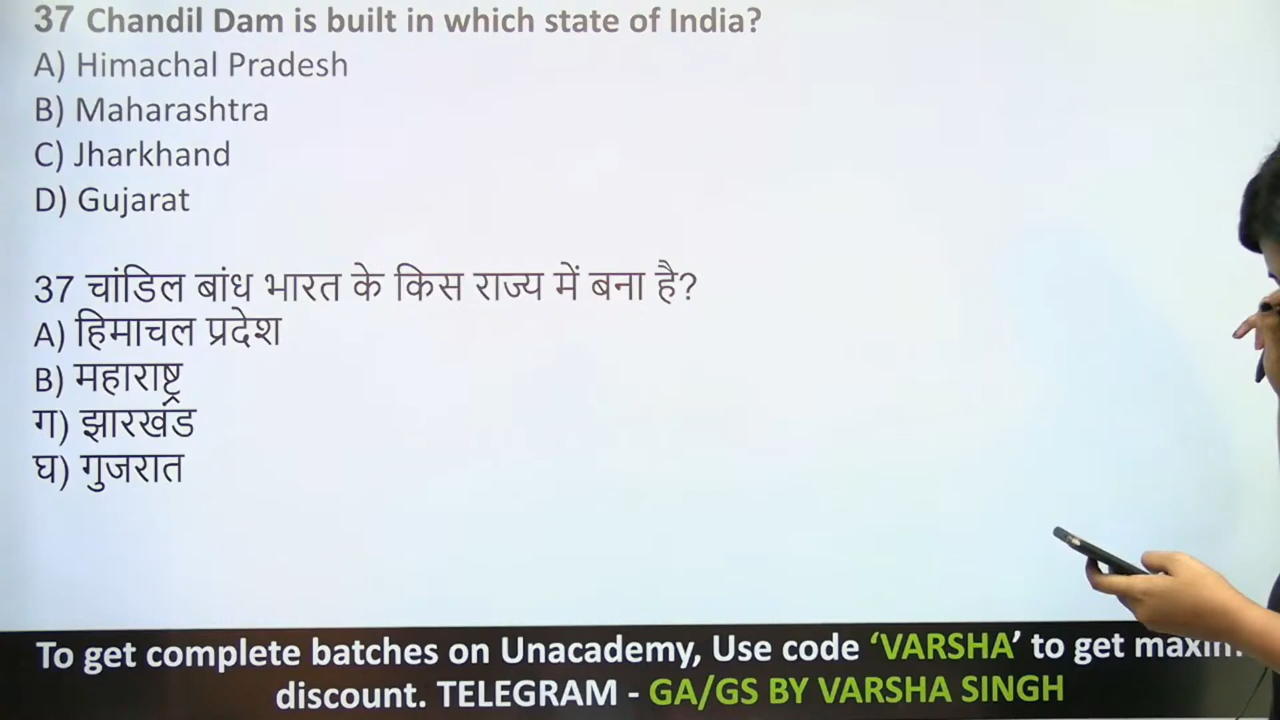 37 Chandil Dam is built in which state of India?
A) Himachal Pradesh
B) Maharashtra
C) Jharkhand
D) Gujarat
37 चांडिल बांध भारत के किस राज्य में बना है?
A) हिमाचल प्रदेश
B) महाराष्ट्र
ग) झारखंड
घ) गुजरात
To get complete batches on Unacademy, Use code ‘VARSHA’ to get
discount. TELEGRAM - GA/GS BY VARSHA SINGH